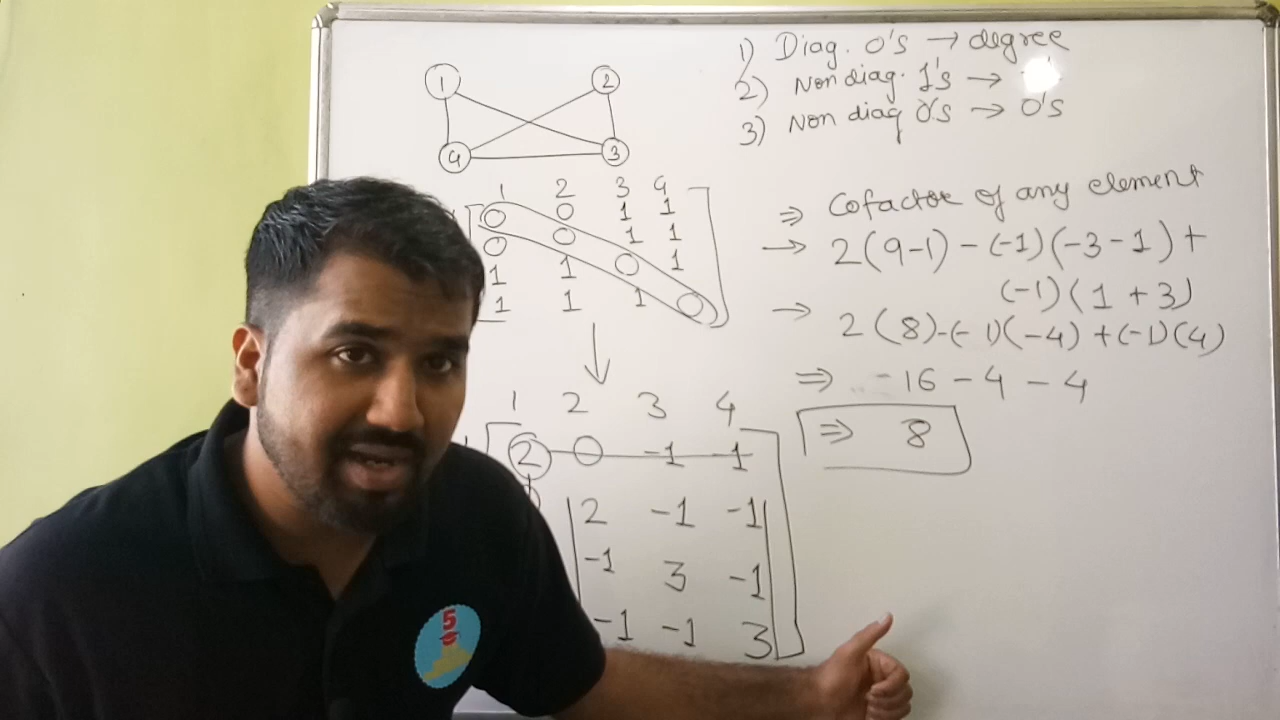 1) Diag. 0's → degree
2) Non diag. 1's →
3) Non diag 0's → 0's
1 2
4 3
1 2 3 4
0 0 1 1
0 0 1 1
1 1 0 1
1 1 1 0
1 2 3 4
2 0 -1 -1
2 -1 -1
-1 3 -1
-1 -1 3
⇒ Cofactor of any element
→ 2(9-1) - (-1)(-3-1) +
(-1)(1+3)
→ 2(8)-(-1)(-4)+(-1)(4)
⇒ -16 - 4 - 4
⇒ 8
5